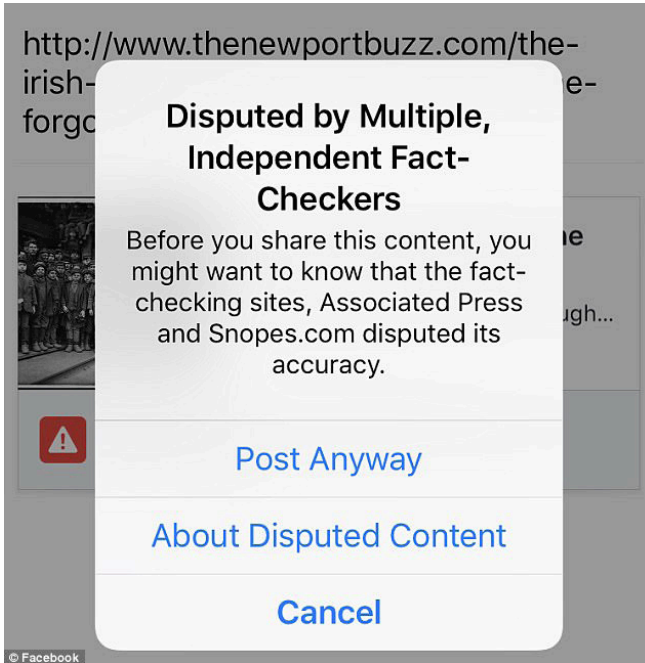 http://www.thenewportbuzz.com/the-
irish- e-
forgo
Disputed by Multiple,
Independent Fact-
Checkers
Before you share this content, you
might want to know that the fact-
checking sites, Associated Press
and Snopes.com disputed its
accuracy.
ugh...
Post Anyway
About Disputed Content
Cancel
© Facebook